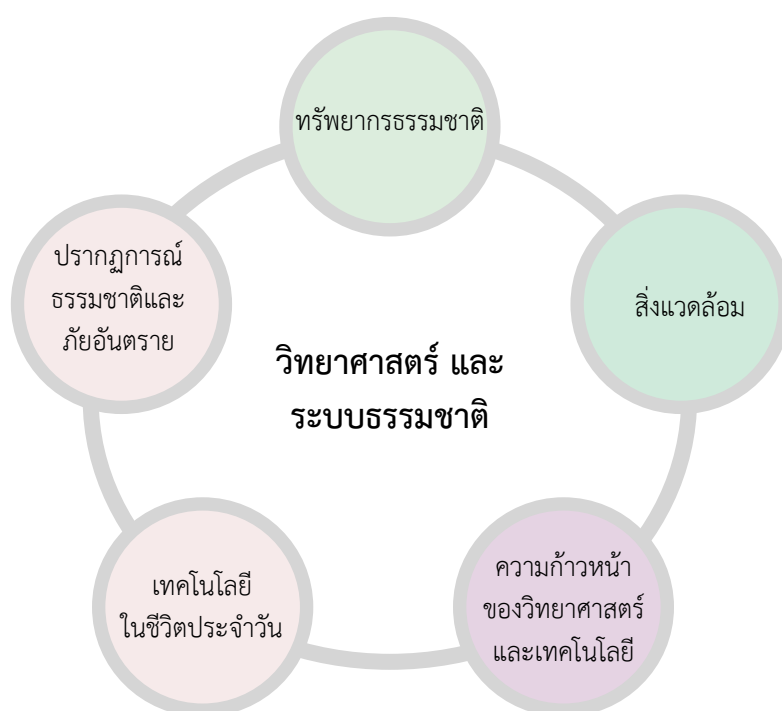 ทรัพยากรธรรมชาติ
สิ่งแวดล้อม
ความก้าวหน้า
ของวิทยาศาสตร์
และเทคโนโลยี
เทคโนโลยี
ในชีวิตประจำวัน
ปรากฏการณ์
ธรรมชาติและ
ภัยอันตราย
วิทยาศาสตร์ และ
ระบบธรรมชาติ